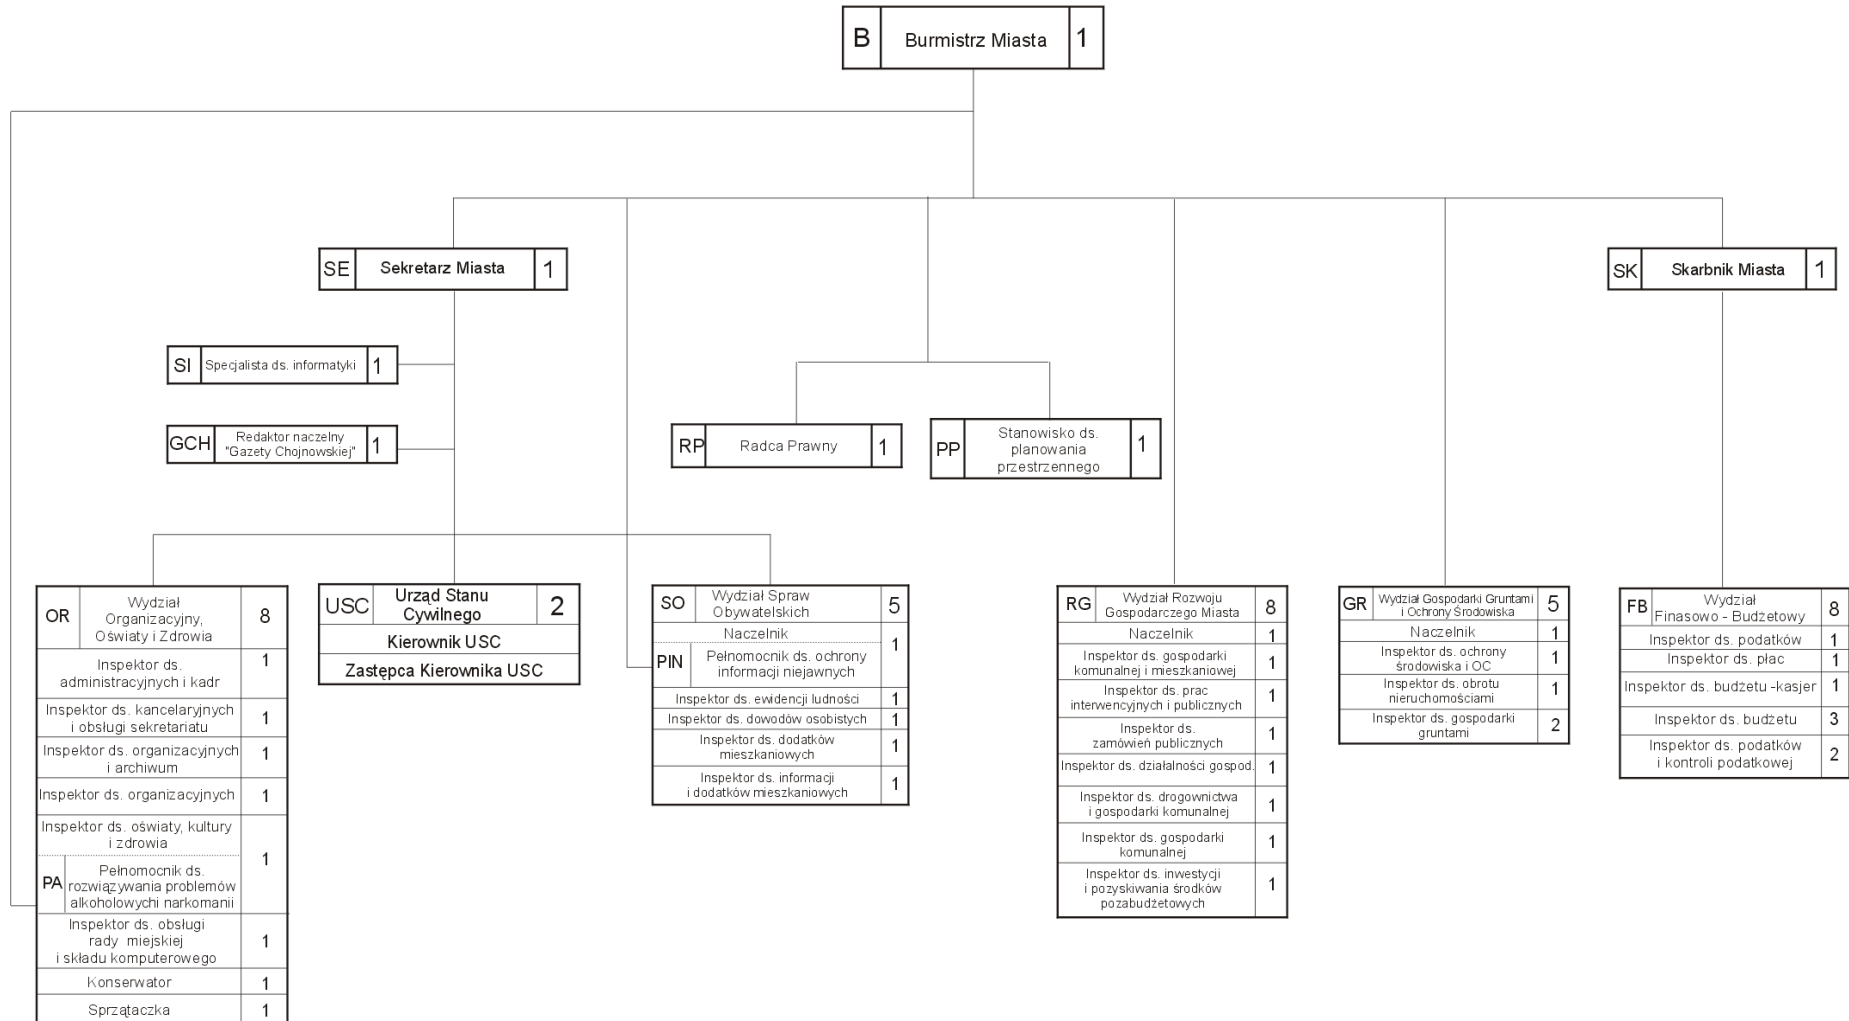 B Burmistrz Miasta 1
SE Sekretarz Miasta 1
SK Skarbnik Miasta 1
SI Specjalista ds. informatyki 1
GCH Redaktor naczelny
"Gazety Chojnowskiej" 1
RP Radca Prawny 1
PP Stanowisko ds.
planowania
przestrzennego 1
OR Wydział
Organizacyjny,
Oświaty i Zdrowia 8
Inspektor ds.
administracyjnych i kadr 1
Inspektor ds. kancelaryjnych
i obsługi sekretariatu 1
Inspektor ds. organizacyjnych
i archiwum 1
Inspektor ds. organizacyjnych 1
Inspektor ds. oświaty, kultury
i zdrowia 1
PA Pełnomocnik ds.
rozwiązywania problemów
alkoholowychi narkomanii
Inspektor ds. obsługi
rady miejskiej
i składu komputerowego 1
Konserwator 1
Sprzątaczka 1
USC Urząd Stanu
Cywilnego 2
Kierownik USC
Zastępca Kierownika USC
SO Wydział Spraw
Obywatelskich 5
Naczelnik 1
PIN Pełnomocnik ds. ochrony
informacji niejawnych
Inspektor ds. ewidencji ludności 1
Inspektor ds. dowodów osobistych 1
Inspektor ds. dodatków
mieszkaniowych 1
Inspektor ds. informacji
i dodatków mieszkaniowych 1
RG Wydział Rozwoju
Gospodarczego Miasta 8
Naczelnik 1
Inspektor ds. gospodarki
komunalnej i mieszkaniowej 1
Inspektor ds. prac
interwencyjnych i publicznych 1
Inspektor ds.
zamówień publicznych 1
Inspektor ds. działalności gospod. 1
Inspektor ds. drogownictwa
i gospodarki komunalnej 1
Inspektor ds. gospodarki
komunalnej 1
Inspektor ds. inwestycji
i pozyskiwania środków
pozabudżetowych 1
GR Wydział Gospodarki Gruntami
i Ochrony Środowiska 5
Naczelnik 1
Inspektor ds. ochrony
środowiska i OC 1
Inspektor ds. obrotu
nieruchomościami 1
Inspektor ds. gospodarki
gruntami 2
FB Wydział
Finasowo - Budżetowy 8
Inspektor ds. podatków 1
Inspektor ds. płac 1
Inspektor ds. budżetu -kasjer 1
Inspektor ds. budżetu 3
Inspektor ds. podatków
i kontroli podatkowej 2